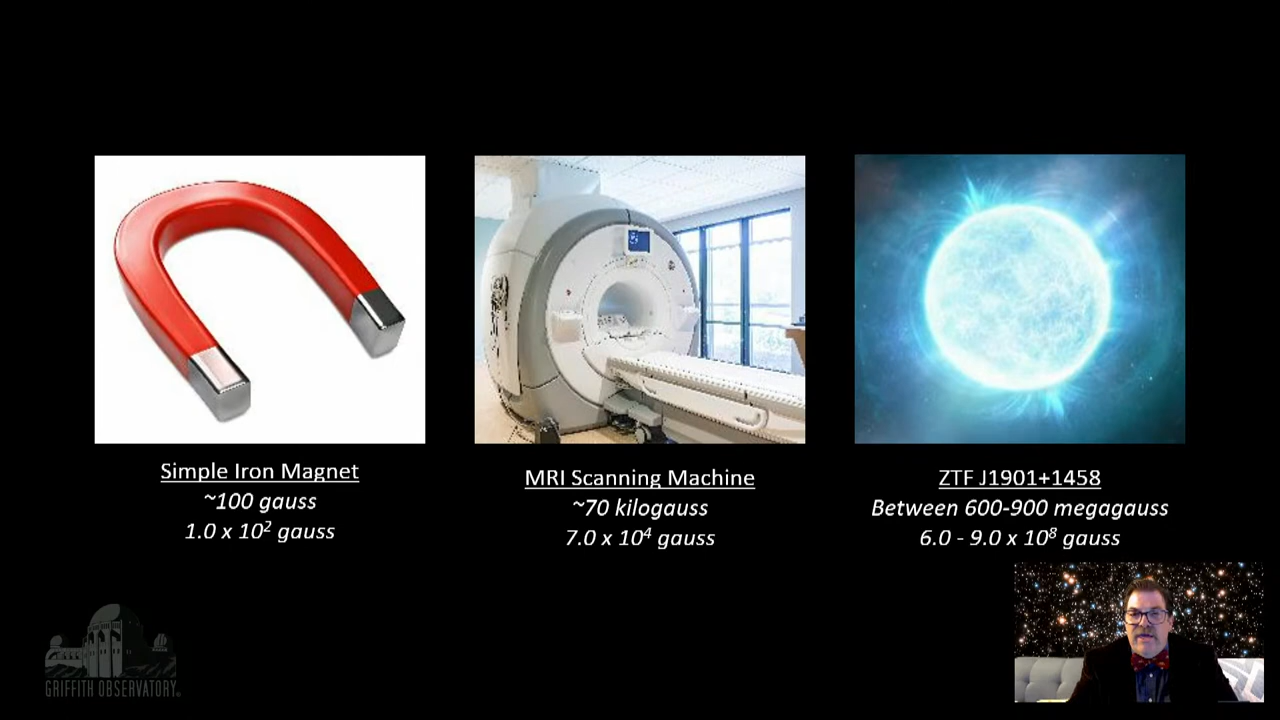 Simple Iron Magnet
~100 gauss
1.0 x 10² gauss
MRI Scanning Machine
~70 kilogauss
7.0 x 10⁴ gauss
ZTF J1901+1458
Between 600-900 megagauss
6.0 - 9.0 x 10⁸ gauss
GRIFFITH OBSERVATORY